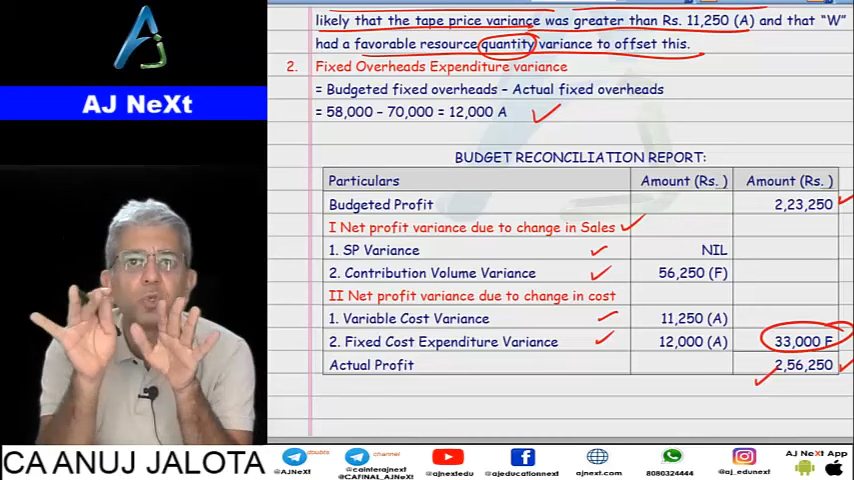 likely that the tape price variance was greater than Rs. 11,250 (A) and that “W”
had a favorable resource quantity variance to offset this.
2. Fixed Overheads Expenditure variance
= Budgeted fixed overheads – Actual fixed overheads
= 58,000 – 70,000 = 12,000 A
AJ NeXt
BUDGET RECONCILIATION REPORT:
Particulars Amount (Rs. ) Amount (Rs. )
Budgeted Profit 2,23,250
I Net profit variance due to change in Sales
1. SP Variance NIL
2. Contribution Volume Variance 56,250 (F)
II Net profit variance due to change in cost
1. Variable Cost Variance 11,250 (A)
2. Fixed Cost Expenditure Variance 12,000 (A) 33,000 F
Actual Profit 2,56,250
CA ANUJ JALOTA
doubts
@AJNext
channel
@cainterajnext
@CAFINAL_AJNEXT
@ajnextedu
@ajeducationnext
ajnext.com
8080324444
@aj_edunext
AJ NeXt App